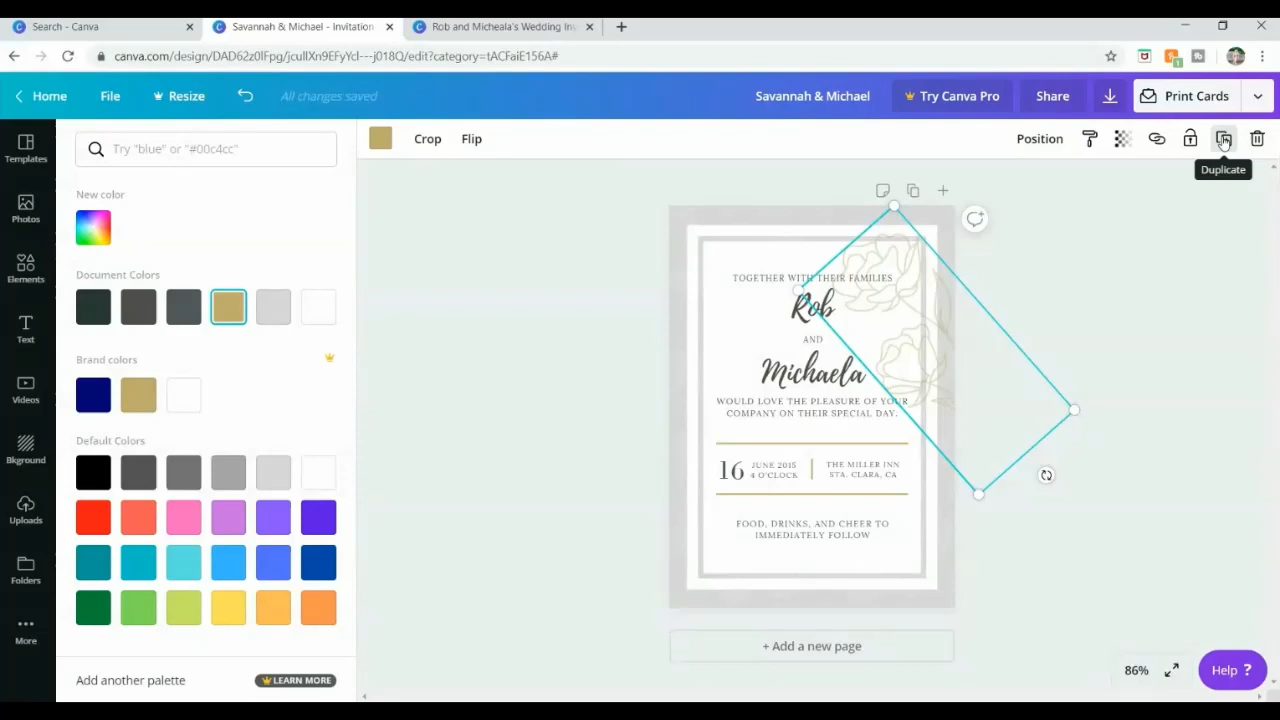 Search - Canva
Savannah & Michael - Invitation
Rob and Micheala's Wedding Inv
canva.com/design/DAD62z0lFpg/jcullXn9EFyYcl---j018Q/edit?category=tACFaiE156A#
1
Home
File
Resize
All changes saved
Savannah & Michael
Try Canva Pro
Share
Print Cards
Templates
Photos
Elements
Text
Videos
Bkground
Uploads
Folders
More
Try "blue" or "#00c4cc"
New color
Document Colors
Brand colors
Default Colors
Add another palette
LEARN MORE
Crop
Flip
Position
Duplicate
TOGETHER WITH THEIR FAMILIES
Rob
AND
Michaela
WOULD LOVE THE PLEASURE OF YOUR
COMPANY ON THEIR SPECIAL DAY.
16
JUNE 2015
4 O'CLOCK
THE MILLER INN
STA. CLARA, CA
FOOD, DRINKS, AND CHEER TO
IMMEDIATELY FOLLOW
+ Add a new page
86%
Help ?